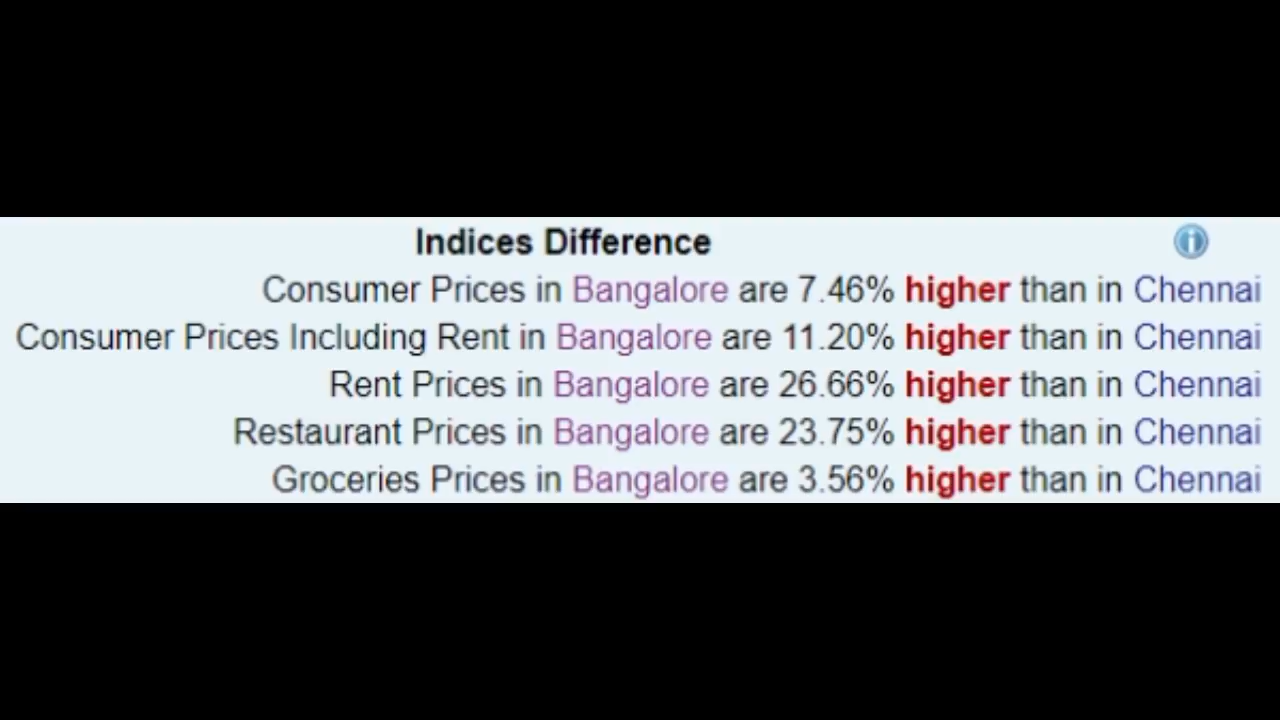 Indices Difference
Consumer Prices in Bangalore are 7.46% higher than in Chennai
Consumer Prices Including Rent in Bangalore are 11.20% higher than in Chennai
Rent Prices in Bangalore are 26.66% higher than in Chennai
Restaurant Prices in Bangalore are 23.75% higher than in Chennai
Groceries Prices in Bangalore are 3.56% higher than in Chennai